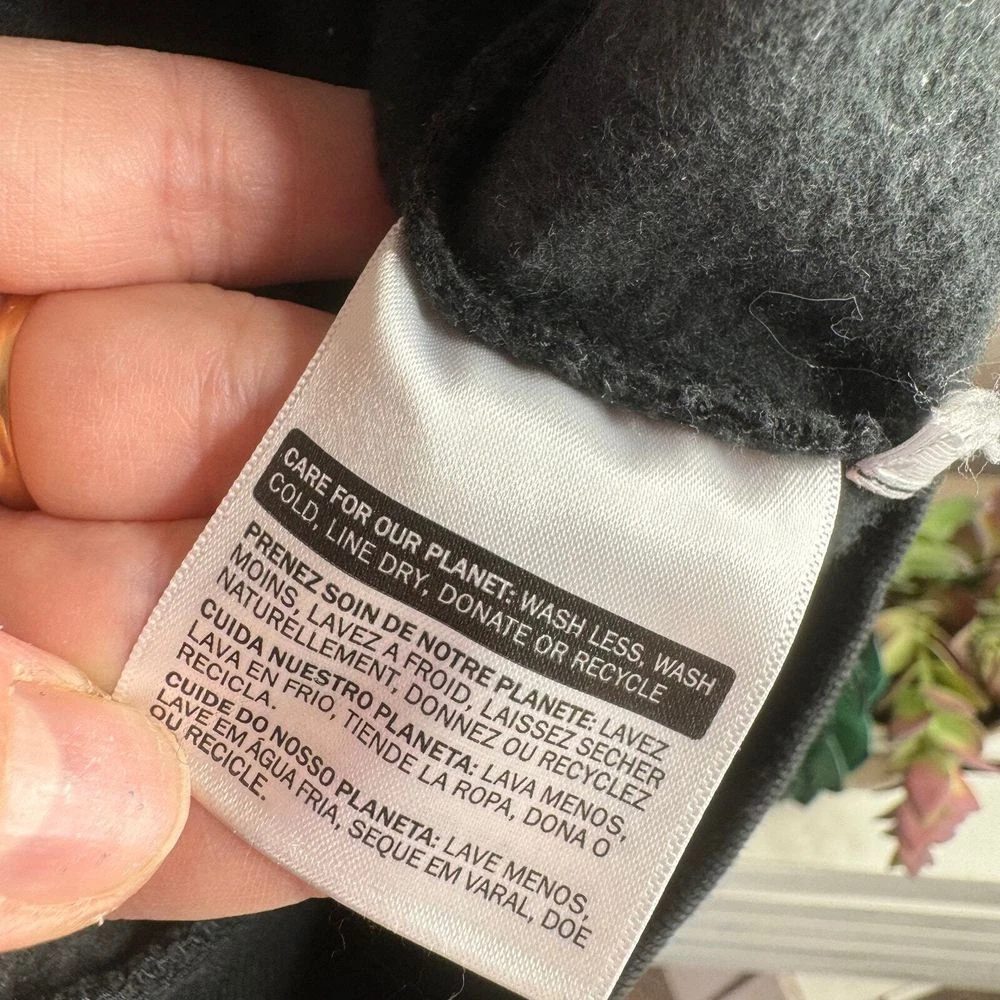 CARE FOR OUR PLANET: WASH LESS, WASH
COLD, LINE DRY, DONATE OR RECYCLE
PRENEZ SOIN DE NOTRE PLANETE: LAVEZ
MOINS, LAVEZ A FROID, LAISSEZ SECHER
NATURELLEMENT, DONNEZ OU RECYCLEZ
CUIDA NUESTRO PLANETA: LAVA MENOS,
LAVA EN FRIO, TIENDE LA ROPA, DONA O
RECICLA.
CUIDE DO NOSSO PLANETA: LAVE MENOS,
LAVE EM ÁGUA FRIA, SEQUE EM VARAL, DOE
OU RECICLE.